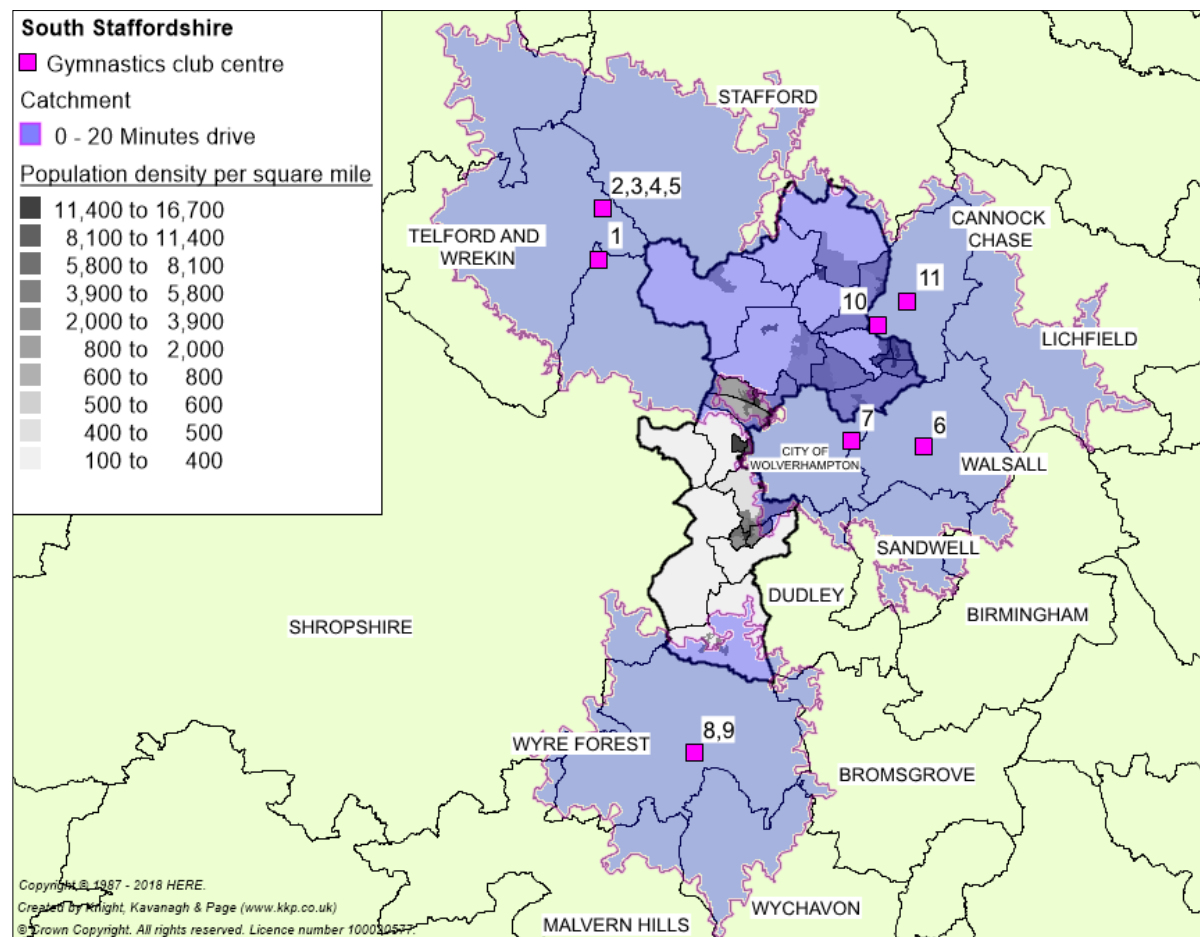 South Staffordshire
Gymnastics club centre
Catchment
0 - 20 Minutes drive
Population density per square mile
11,400 to 16,700
8,100 to 11,400
5,800 to 8,100
3,900 to 5,800
2,000 to 3,900
800 to 2,000
600 to 800
500 to 600
400 to 500
100 to 400
STAFFORD
2,3,4,5
TELFORD AND
WREKIN
1
CANNOCK
CHASE
11
10
LICHFIELD
7
6
CITY OF
WOLVERHAMPTON
WALSALL
SANDWELL
DUDLEY
BIRMINGHAM
SHROPSHIRE
8,9
WYRE FOREST
BROMSGROVE
WYCHAVON
MALVERN HILLS
Copyright © 1987 - 2018 HERE.
Created by Knight, Kavanagh & Page (www.kkp.co.uk)
© Crown Copyright. All rights reserved. Licence number 100020577.